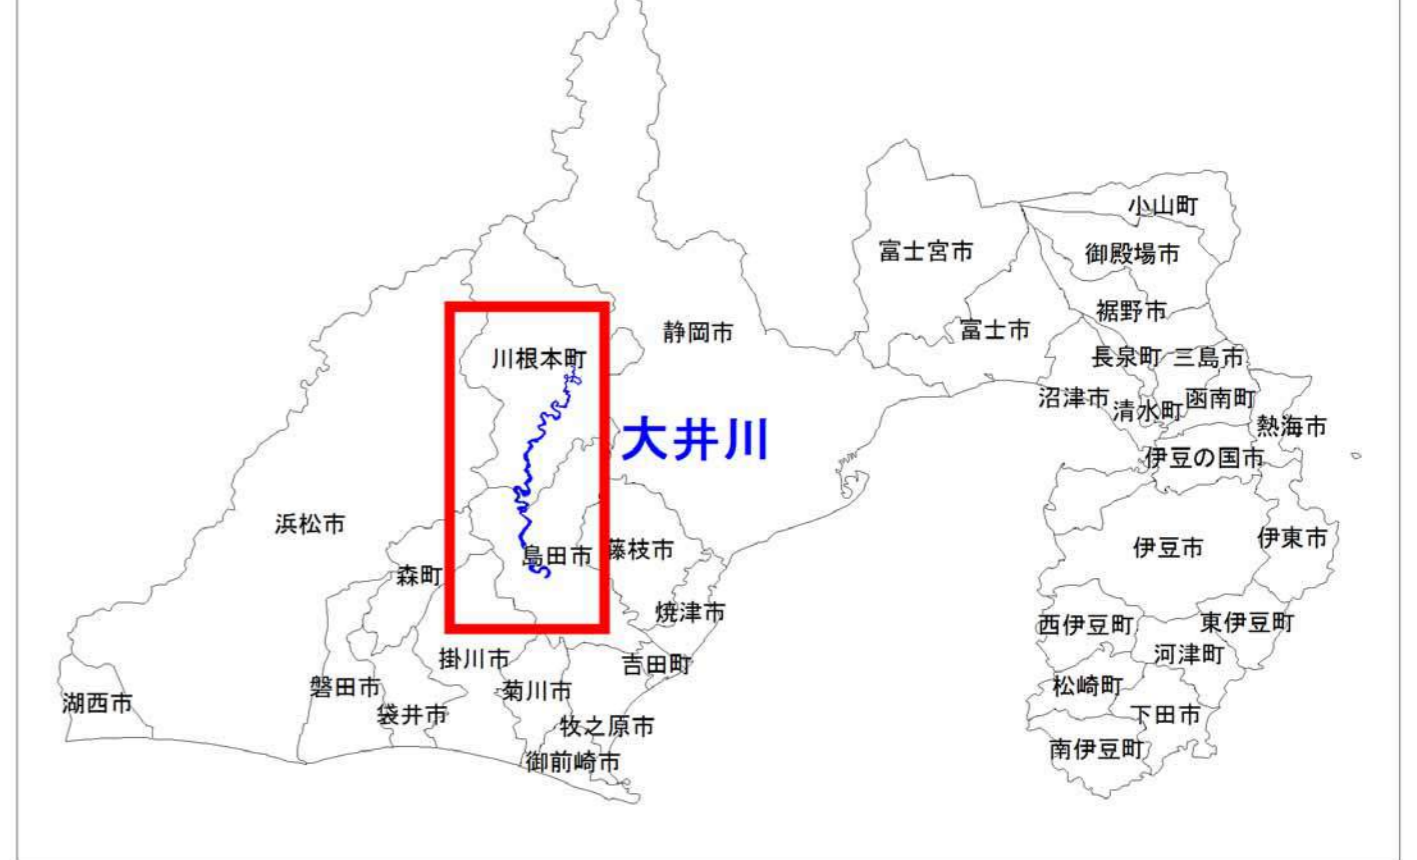 小山町
富士宮市
御殿場市
裾野市
静岡市
富士市
川根本町
長泉町
三島市
沼津市
清水町
函南町
熱海市
大井川
伊豆の国市
浜松市
伊豆市
伊東市
島田市
藤枝市
森町
焼津市
西伊豆町
東伊豆町
河津町
掛川市
吉田町
磐田市
菊川市
松崎町
湖西市
袋井市
下田市
牧之原市
南伊豆町
御前崎市